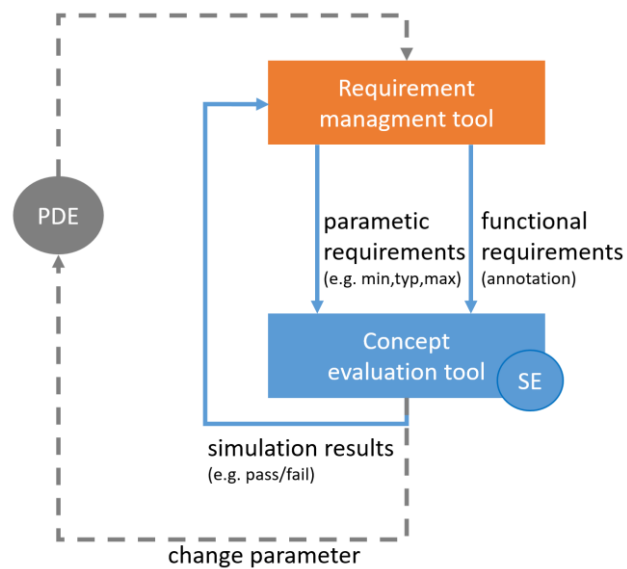 Requirement
managment tool
PDE
parametic
requirements
(e.g. min,typ,max)
functional
requirements
(annotation)
Concept
evaluation tool
SE
simulation results
(e.g. pass/fail)
change parameter